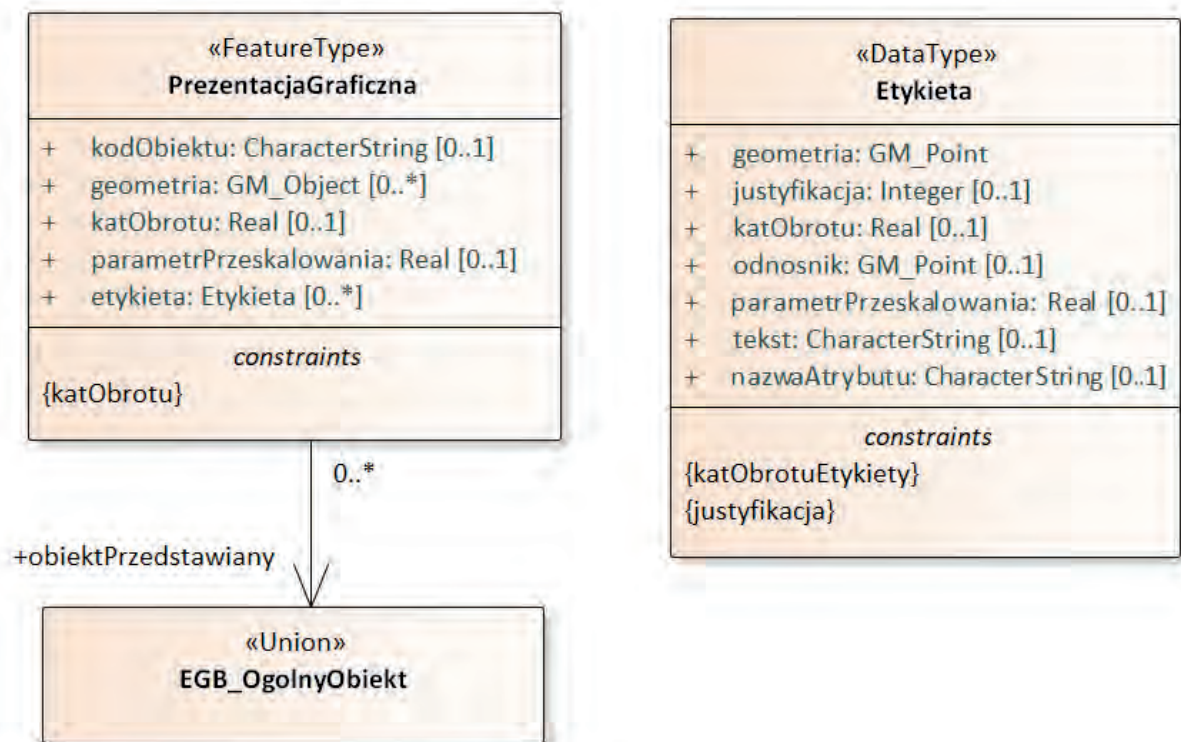 «FeatureType»
PrezentacjaGraficzna
+ kodObiektu: CharacterString [0..1]
+ geometria: GM_Object [0..*]
+ katObrotu: Real [0..1]
+ parametrPrzeskalowania: Real [0..1]
+ etykieta: Etykieta [0..*]
constraints
{katObrotu}
0..*
+obiektPrzedstawiany
«Union»
EGB_OgolnyObiekt
«DataType»
Etykieta
+ geometria: GM_Point
+ justyfikacja: Integer [0..1]
+ katObrotu: Real [0..1]
+ odnosnik: GM_Point [0..1]
+ parametrPrzeskalowania: Real [0..1]
+ tekst: CharacterString [0..1]
+ nazwaAtrybutu: CharacterString [0..1]
constraints
{katObrotuEtykiety}
{justyfikacja}